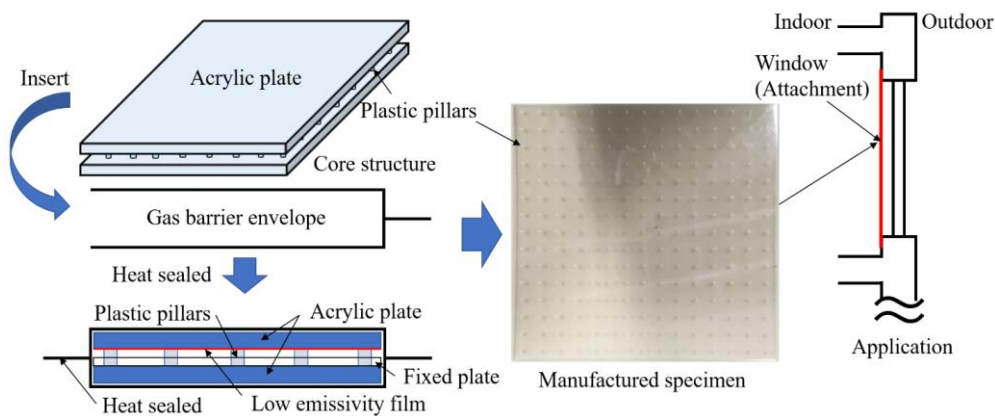 Acrylic plate
Insert
Plastic pillars
Core structure
Gas barrier envelope
Heat sealed
Plastic pillars
Acrylic plate
Fixed plate
Heat sealed
Low emissivity film
Manufactured specimen
Indoor
Outdoor
Window
(Attachment)
Application